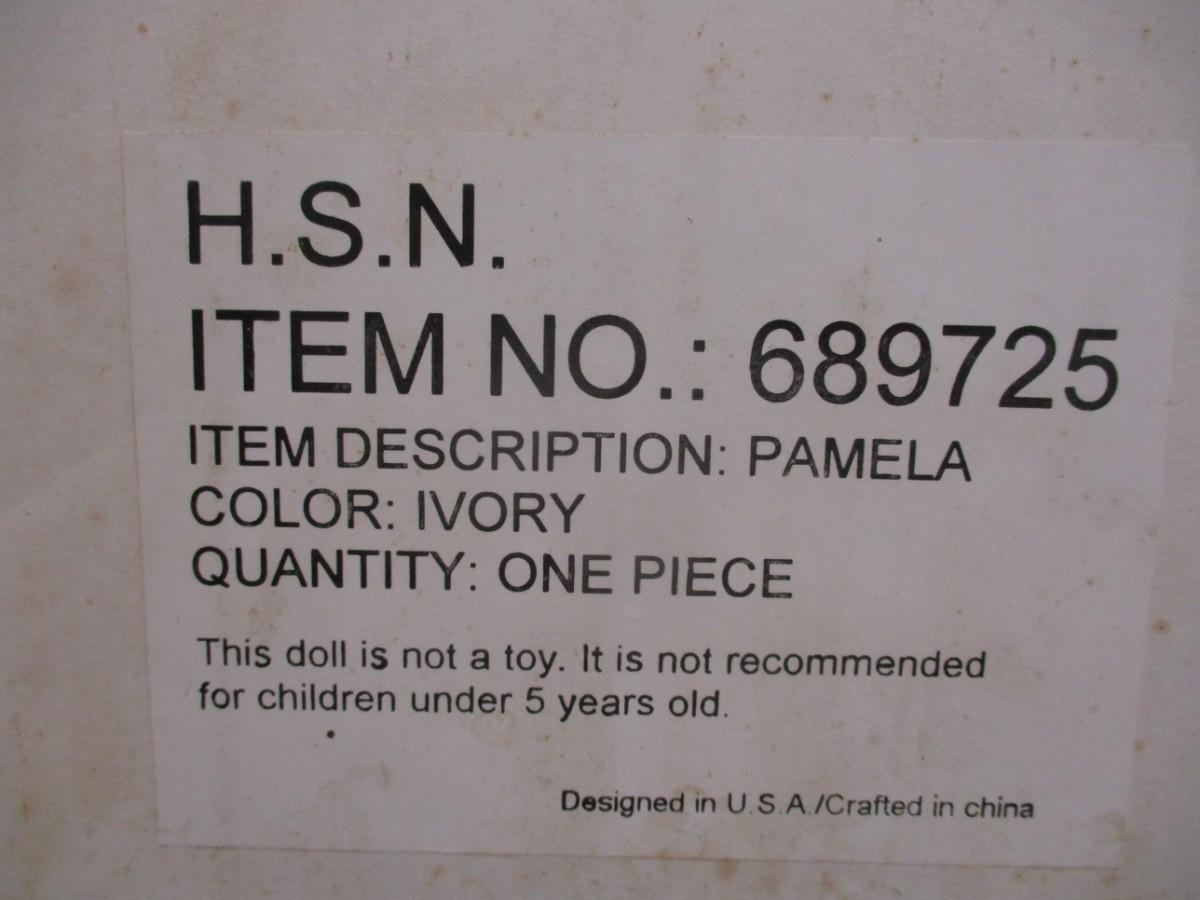 H.S.N.
ITEM NO.: 689725
ITEM DESCRIPTION: PAMELA
COLOR: IVORY
QUANTITY: ONE PIECE
This doll is not a toy. It is not recommended
for children under 5 years old.
Designed in U.S.A./Crafted in china